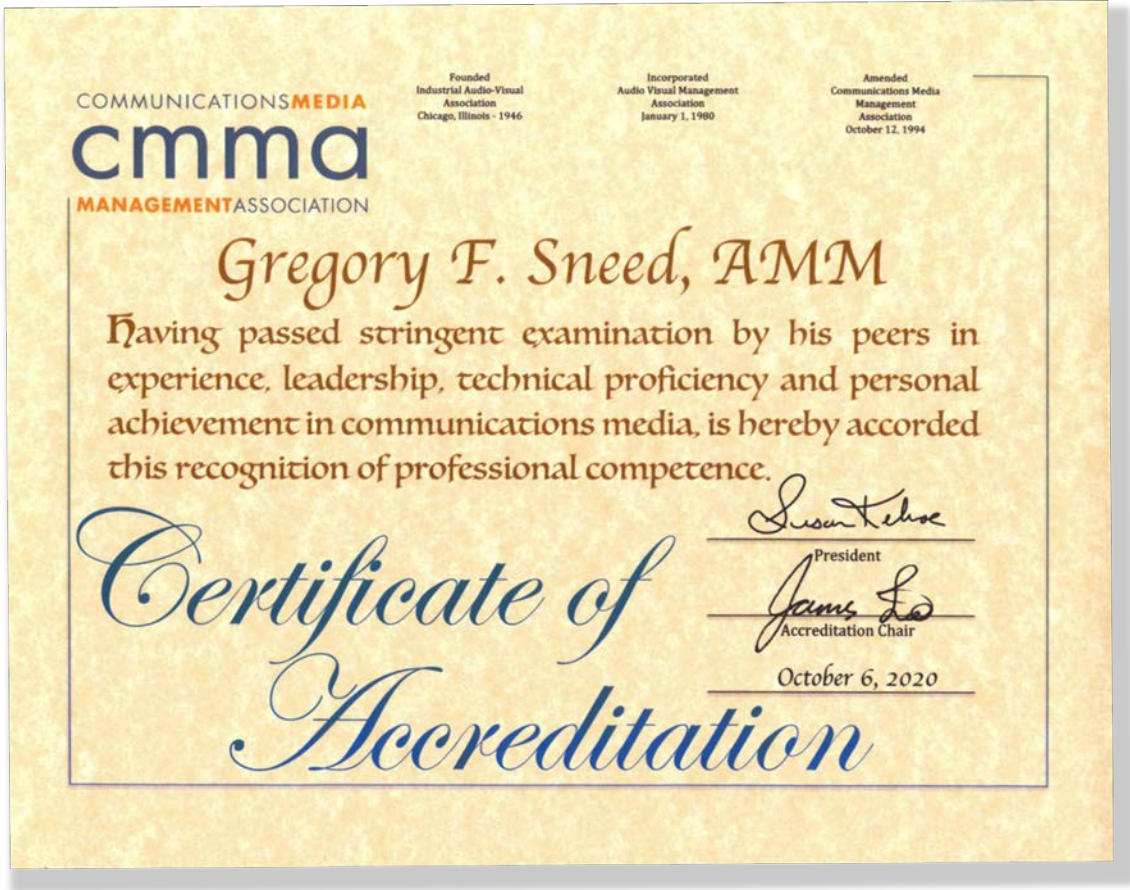 COMMUNICATIONSMEDIA
cmma
MANAGEMENTASSOCIATION
Founded
Industrial Audio-Visual
Association
Chicago, Illinois - 1946
Incorporated
Audio Visual Management
Association
January 1, 1980
Amended
Communications Media
Management
Association
October 12, 1994
Gregory F. Sneed, AMM
Having passed stringent examination by his peers in
experience, leadership, technical proficiency and personal
achievement in communications media, is hereby accorded
this recognition of professional competence.
Certificate of
Accreditation
Susan Kehoe
President
James
Accreditation Chair
October 6, 2020